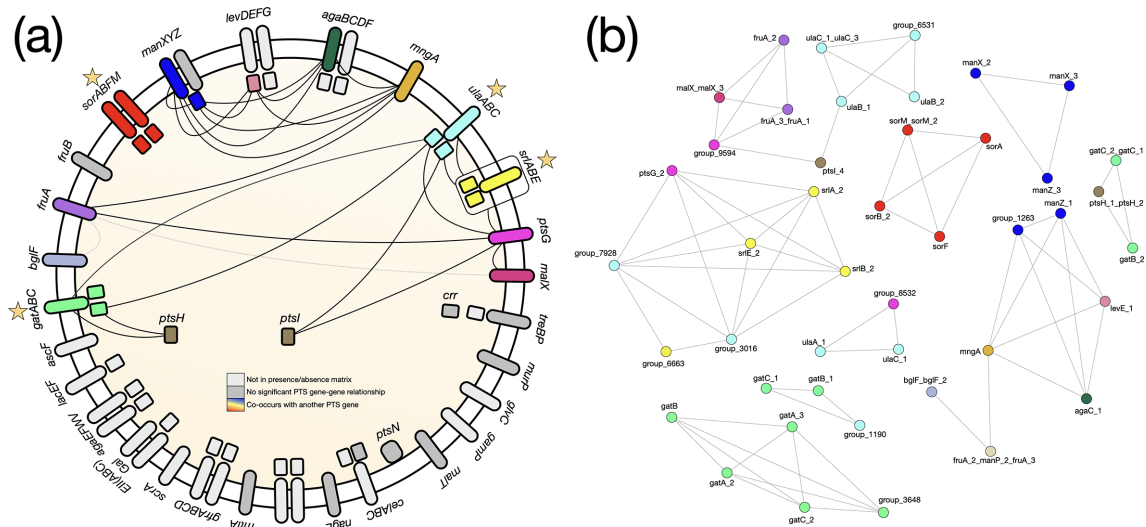 (a)
levDEFG
agaBCDF
manXYZ
mngA
sorABFM
ulaABC
fruB
srlABE
fruA
ptsG
bglF
malX
gatABC
crr
treBP
ptsH
ptsI
ascF
murP
lacEF
glvC
agaEFWV
gamP
EII(ABC) Gal
malT
scrA
ptsN
gfrABCD
celABC
nagE
Not in presence/absence matrix
No significant PTS gene-gene relationship
Co-occurs with another PTS gene
(b)
fruA_2
ulaC_1_ulaC_3
group_6531
manX_2
manX_3
malX_malX_3
ulaB_1
ulaB_2
fruA_3_fruA_1
sorM_sorM_2
sorA
group_9594
gatC_2_gatC_1
ptsI_4
ptsG_2
manZ_3
srlA_2
ptsH_1_ptsH_2
sorB_2
manZ_1
group_1263
sorF
srlE_2
gatB_2
group_7928
srlB_2
group_8532
levE_1
ulaA_1
group_3016
ulaC_1
mngA
group_6663
gatC_1
gatB_1
bglF_bglF_2
agaC_1
gatB
gatA_3
group_1190
fruA_2_manP_2_fruA_3
gatA_2
group_3648
gatC_2